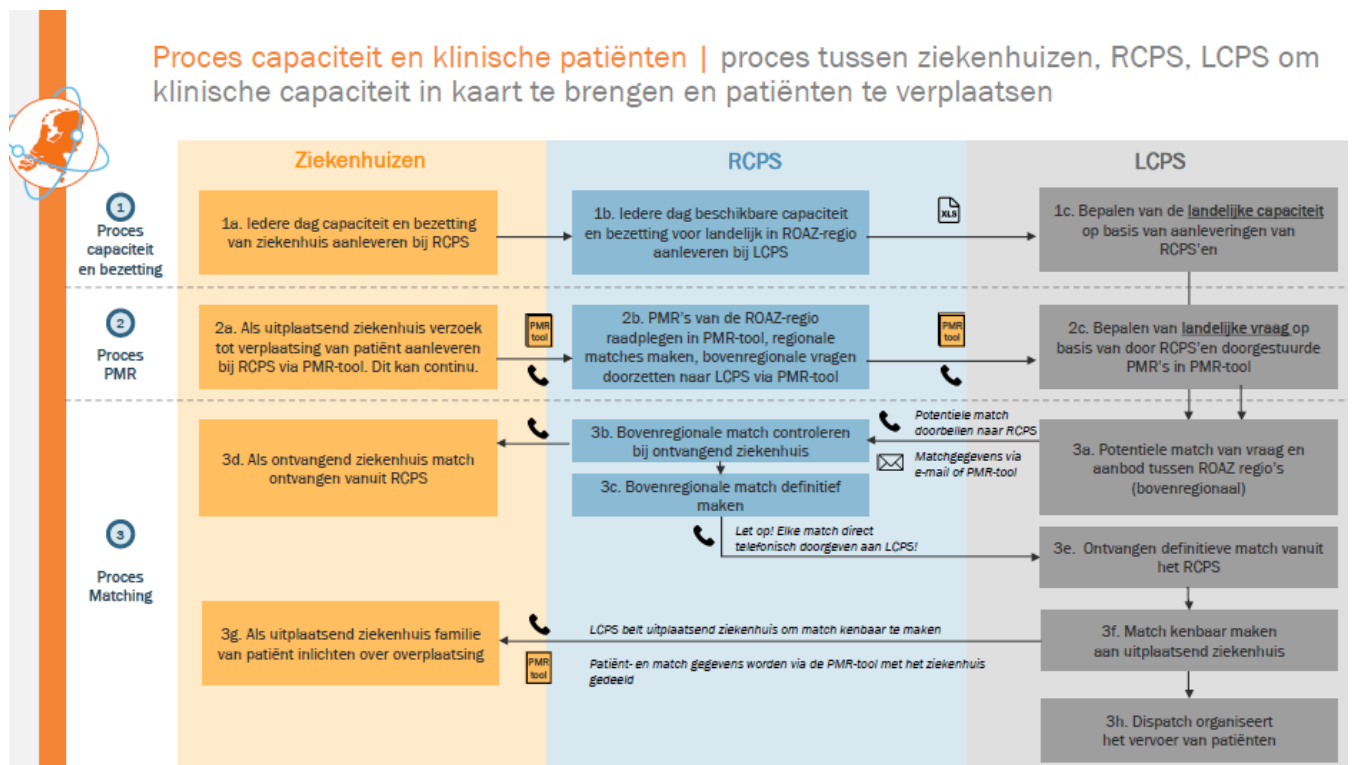 Proces capaciteit en klinische patiënten | proces tussen ziekenhuizen, RCPS, LCPS om
klinische capaciteit in kaart te brengen en patiënten te verplaatsen
Ziekenhuizen
RCPS
LCPS
1
Proces
capaciteit
en bezetting
1a. Iedere dag capaciteit en bezetting
van ziekenhuis aanleveren bij RCPS
1b. Iedere dag beschikbare capaciteit
en bezetting voor landelijk in ROAZ-regio
aanleveren bij LCPS
XLS
1c. Bepalen van de landelijke capaciteit
op basis van aanleveringen van
RCPS'en
2
Proces
PMR
2a. Als uitplaatsend ziekenhuis verzoek
tot verplaatsing van patiënt aanleveren
bij RCPS via PMR-tool. Dit kan continu.
PMR
tool
2b. PMR's van de ROAZ-regio
raadplegen in PMR-tool, regionale
matches maken, bovenregionale vragen
doorzetten naar LCPS via PMR-tool
PMR
tool
2c. Bepalen van landelijke vraag op
basis van door RCPS'en doorgestuurde
PMR's in PMR-tool
3
Proces
Matching
3d. Als ontvangend ziekenhuis match
ontvangen vanuit RCPS
3b. Bovenregionale match controleren
bij ontvangend ziekenhuis
3c. Bovenregionale match definitief
maken
Potentiele match
doorbellen naar RCPS
Matchgegevens via
e-mail of PMR-tool
3a. Potentiele match van vraag en
aanbod tussen ROAZ regio's
(bovenregionaal)
Let op! Elke match direct
telefonisch doorgeven aan LCPS!
3e. Ontvangen definitieve match vanuit
het RCPS
3g. Als uitplaatsend ziekenhuis familie
van patiënt inlichten over overplaatsing
LCPS belt uitplaatsend ziekenhuis om match kenbaar te maken
PMR
tool
Patiënt- en match gegevens worden via de PMR-tool met het ziekenhuis
gedeeld
3f. Match kenbaar maken
aan uitplaatsend ziekenhuis
3h. Dispatch organiseert
het vervoer van patiënten